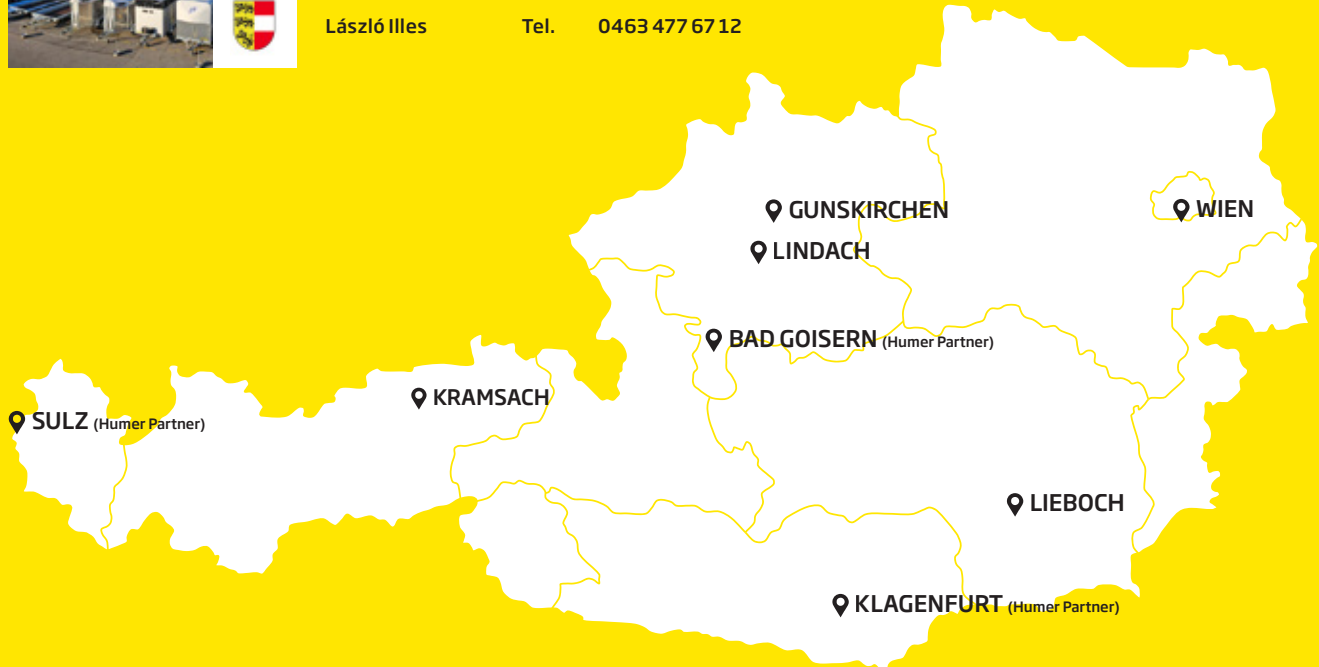 László Illes Tel. 0463 477 67 12
GUNSKIRCHEN
WIEN
LINDACH
BAD GOISERN (Humer Partner)
KRAMSACH
SULZ (Humer Partner)
LIEBOCH
KLAGENFURT (Humer Partner)